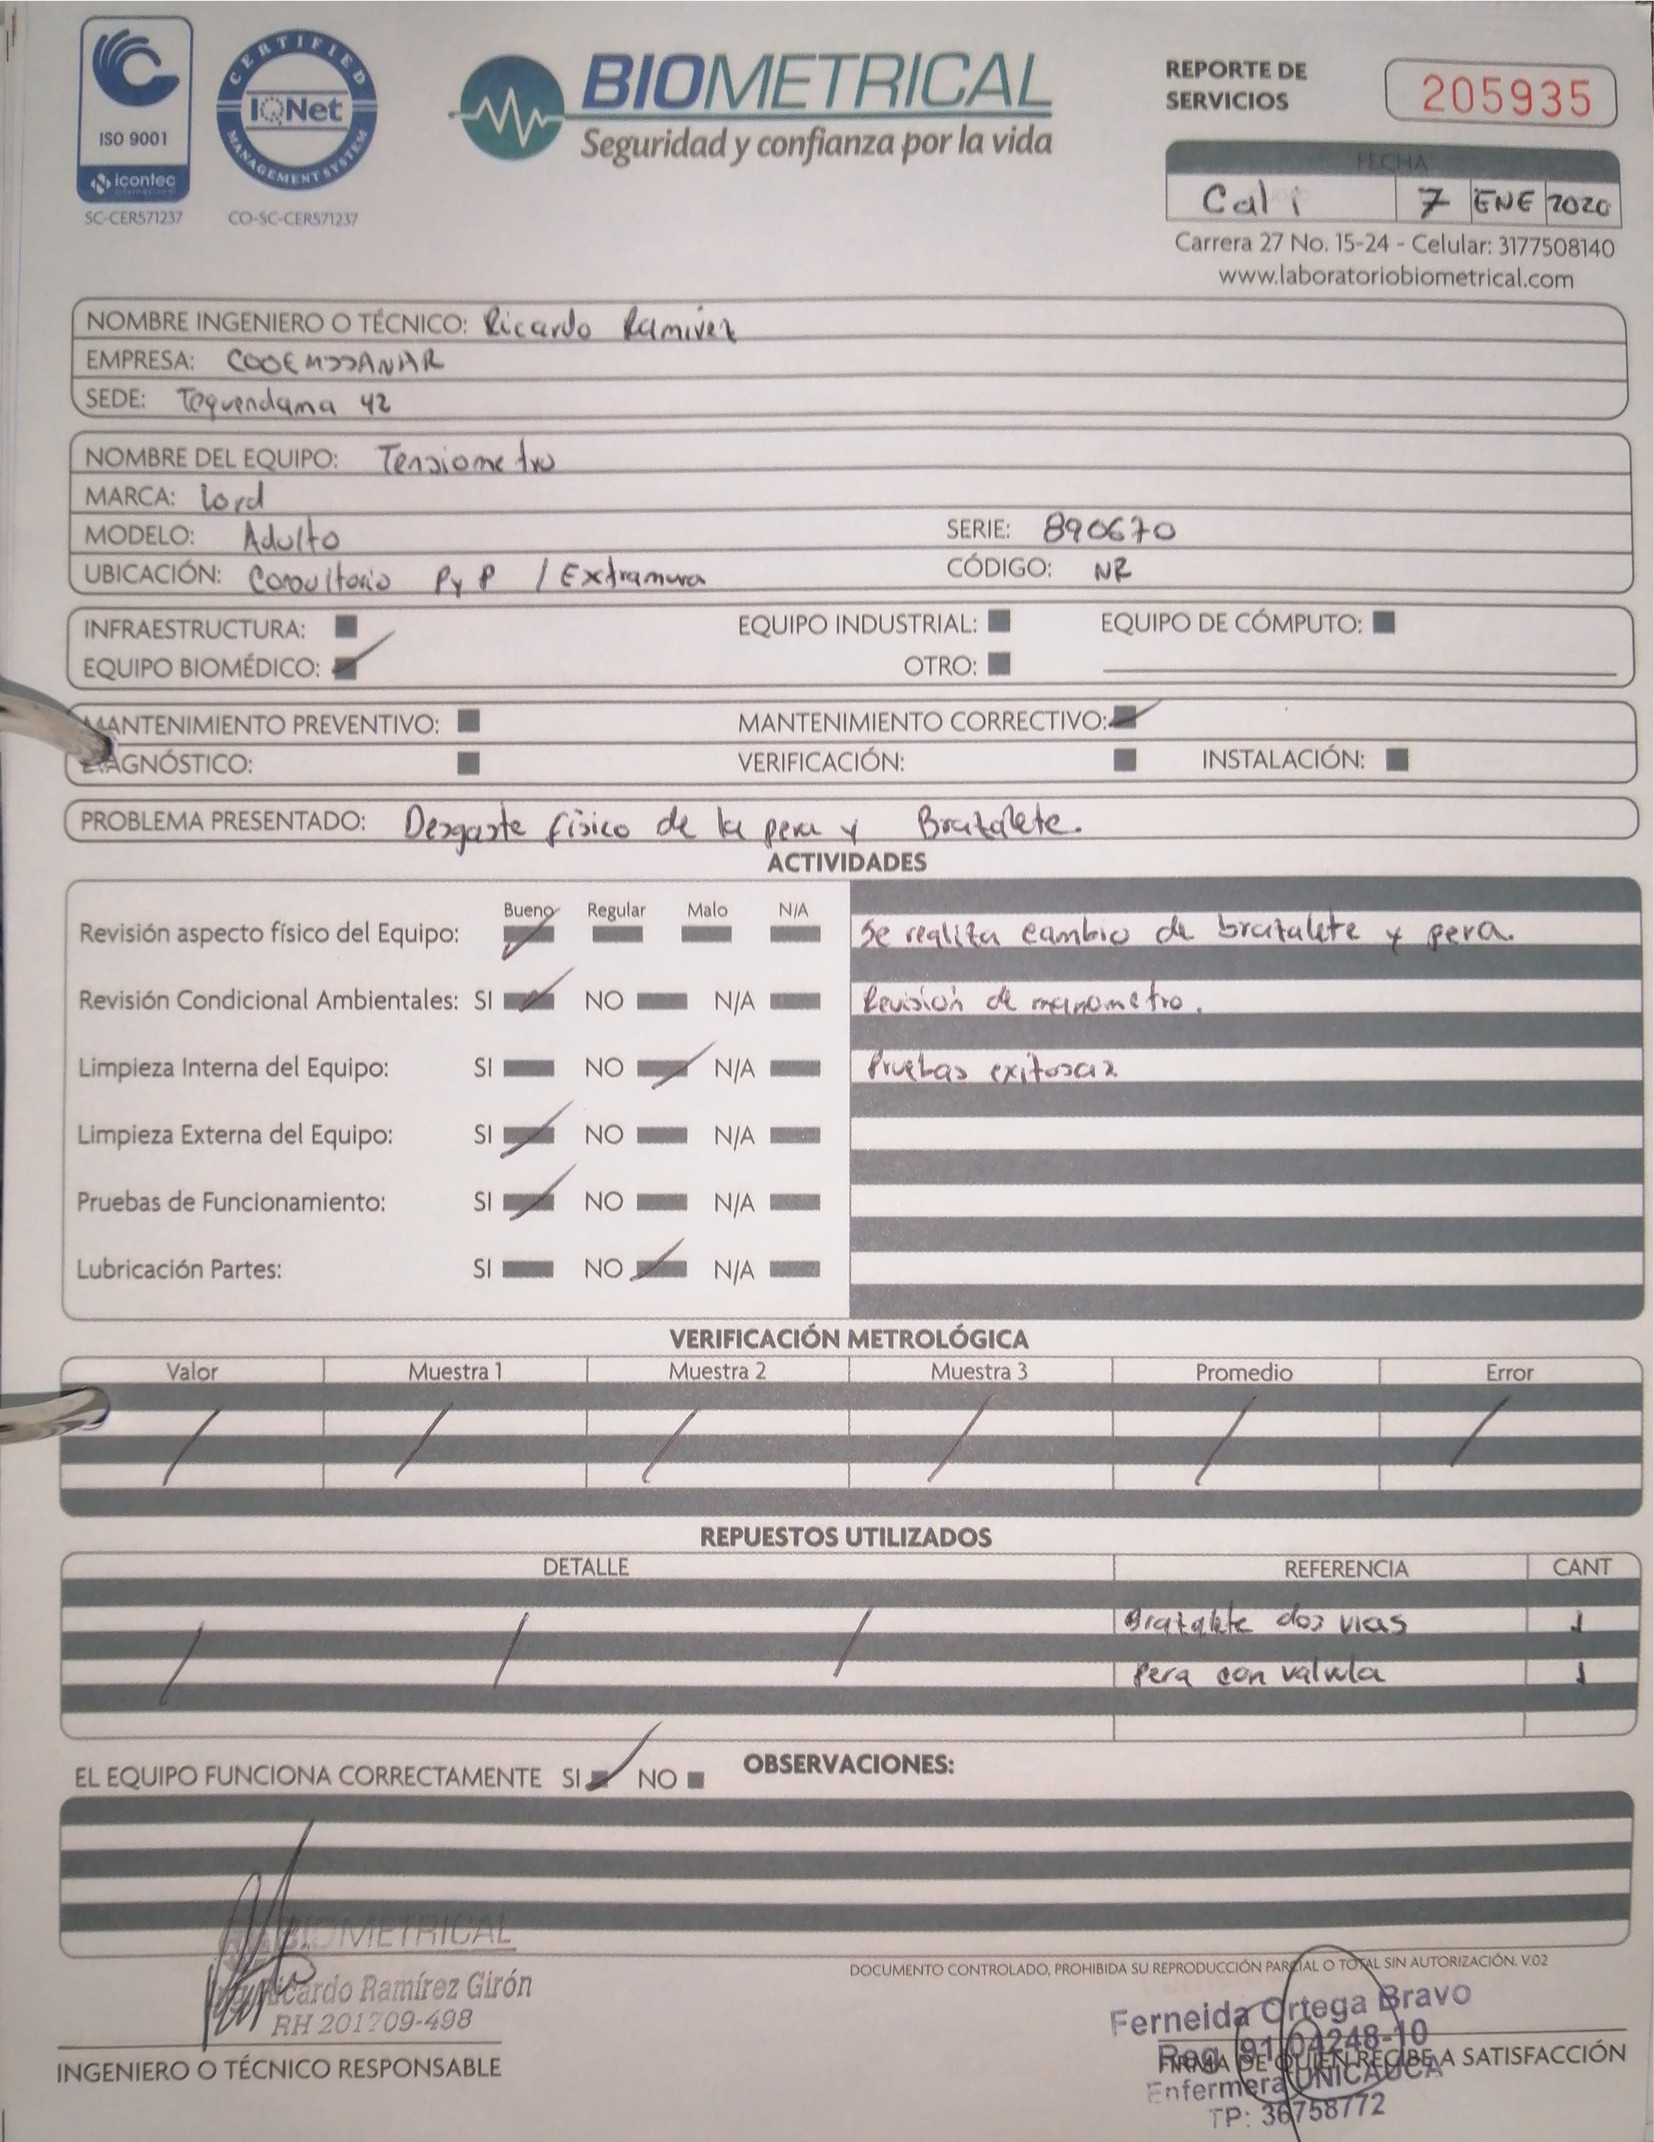 ISO 9001
icontec
SC-CER571237
CERTIFIED
IQNet
MANAGEMENT SYSTEM
CO-SC-CER571237
BIOMETRICAL
Seguridad y confianza por la vida
REPORTE DE
SERVICIOS
205935
FECHA
Cali 7 ENE 2020
Carrera 27 No. 15-24 - Celular: 3177508140
www.laboratoriobiometrical.com
NOMBRE INGENIERO O TÉCNICO: Ricardo Ramirez
EMPRESA: COOEMSSANAR
SEDE: Tequendama 42
NOMBRE DEL EQUIPO: Tensiometro
MARCA: Lord
MODELO: Adulto SERIE: 890670
UBICACIÓN: Consultorio PyP / Extramura CÓDIGO: NR
INFRAESTRUCTURA: EQUIPO INDUSTRIAL: EQUIPO DE CÓMPUTO:
EQUIPO BIOMÉDICO: OTRO:
MANTENIMIENTO PREVENTIVO: MANTENIMIENTO CORRECTIVO:
DIAGNÓSTICO: VERIFICACIÓN: INSTALACIÓN:
PROBLEMA PRESENTADO: Desgaste físico de la pera y Brazalete.
ACTIVIDADES
Bueno Regular Malo N/A
Revisión aspecto físico del Equipo: Se realiza cambio de brazalete y pera.
Revisión Condicional Ambientales: SI NO N/A Revisión de manometro.
Limpieza Interna del Equipo: SI NO N/A Pruebas exitosas
Limpieza Externa del Equipo: SI NO N/A
Pruebas de Funcionamiento: SI NO N/A
Lubricación Partes: SI NO N/A
VERIFICACIÓN METROLÓGICA
Valor Muestra 1 Muestra 2 Muestra 3 Promedio Error
REPUESTOS UTILIZADOS
DETALLE REFERENCIA CANT
Brazalete dos vias 1
Pera con valvula 1
EL EQUIPO FUNCIONA CORRECTAMENTE SI NO OBSERVACIONES:
BIOMETRICAL
Ing. Ricardo Ramírez Girón
RH 201709-498
INGENIERO O TÉCNICO RESPONSABLE
DOCUMENTO CONTROLADO, PROHIBIDA SU REPRODUCCIÓN PARCIAL O TOTAL SIN AUTORIZACIÓN. V.02
Ferneida Ortega Bravo
Reg. 91 04248-10
FIRMA DE QUIEN RECIBE A SATISFACCIÓN
Enfermera UNICAUCA
TP: 36758772